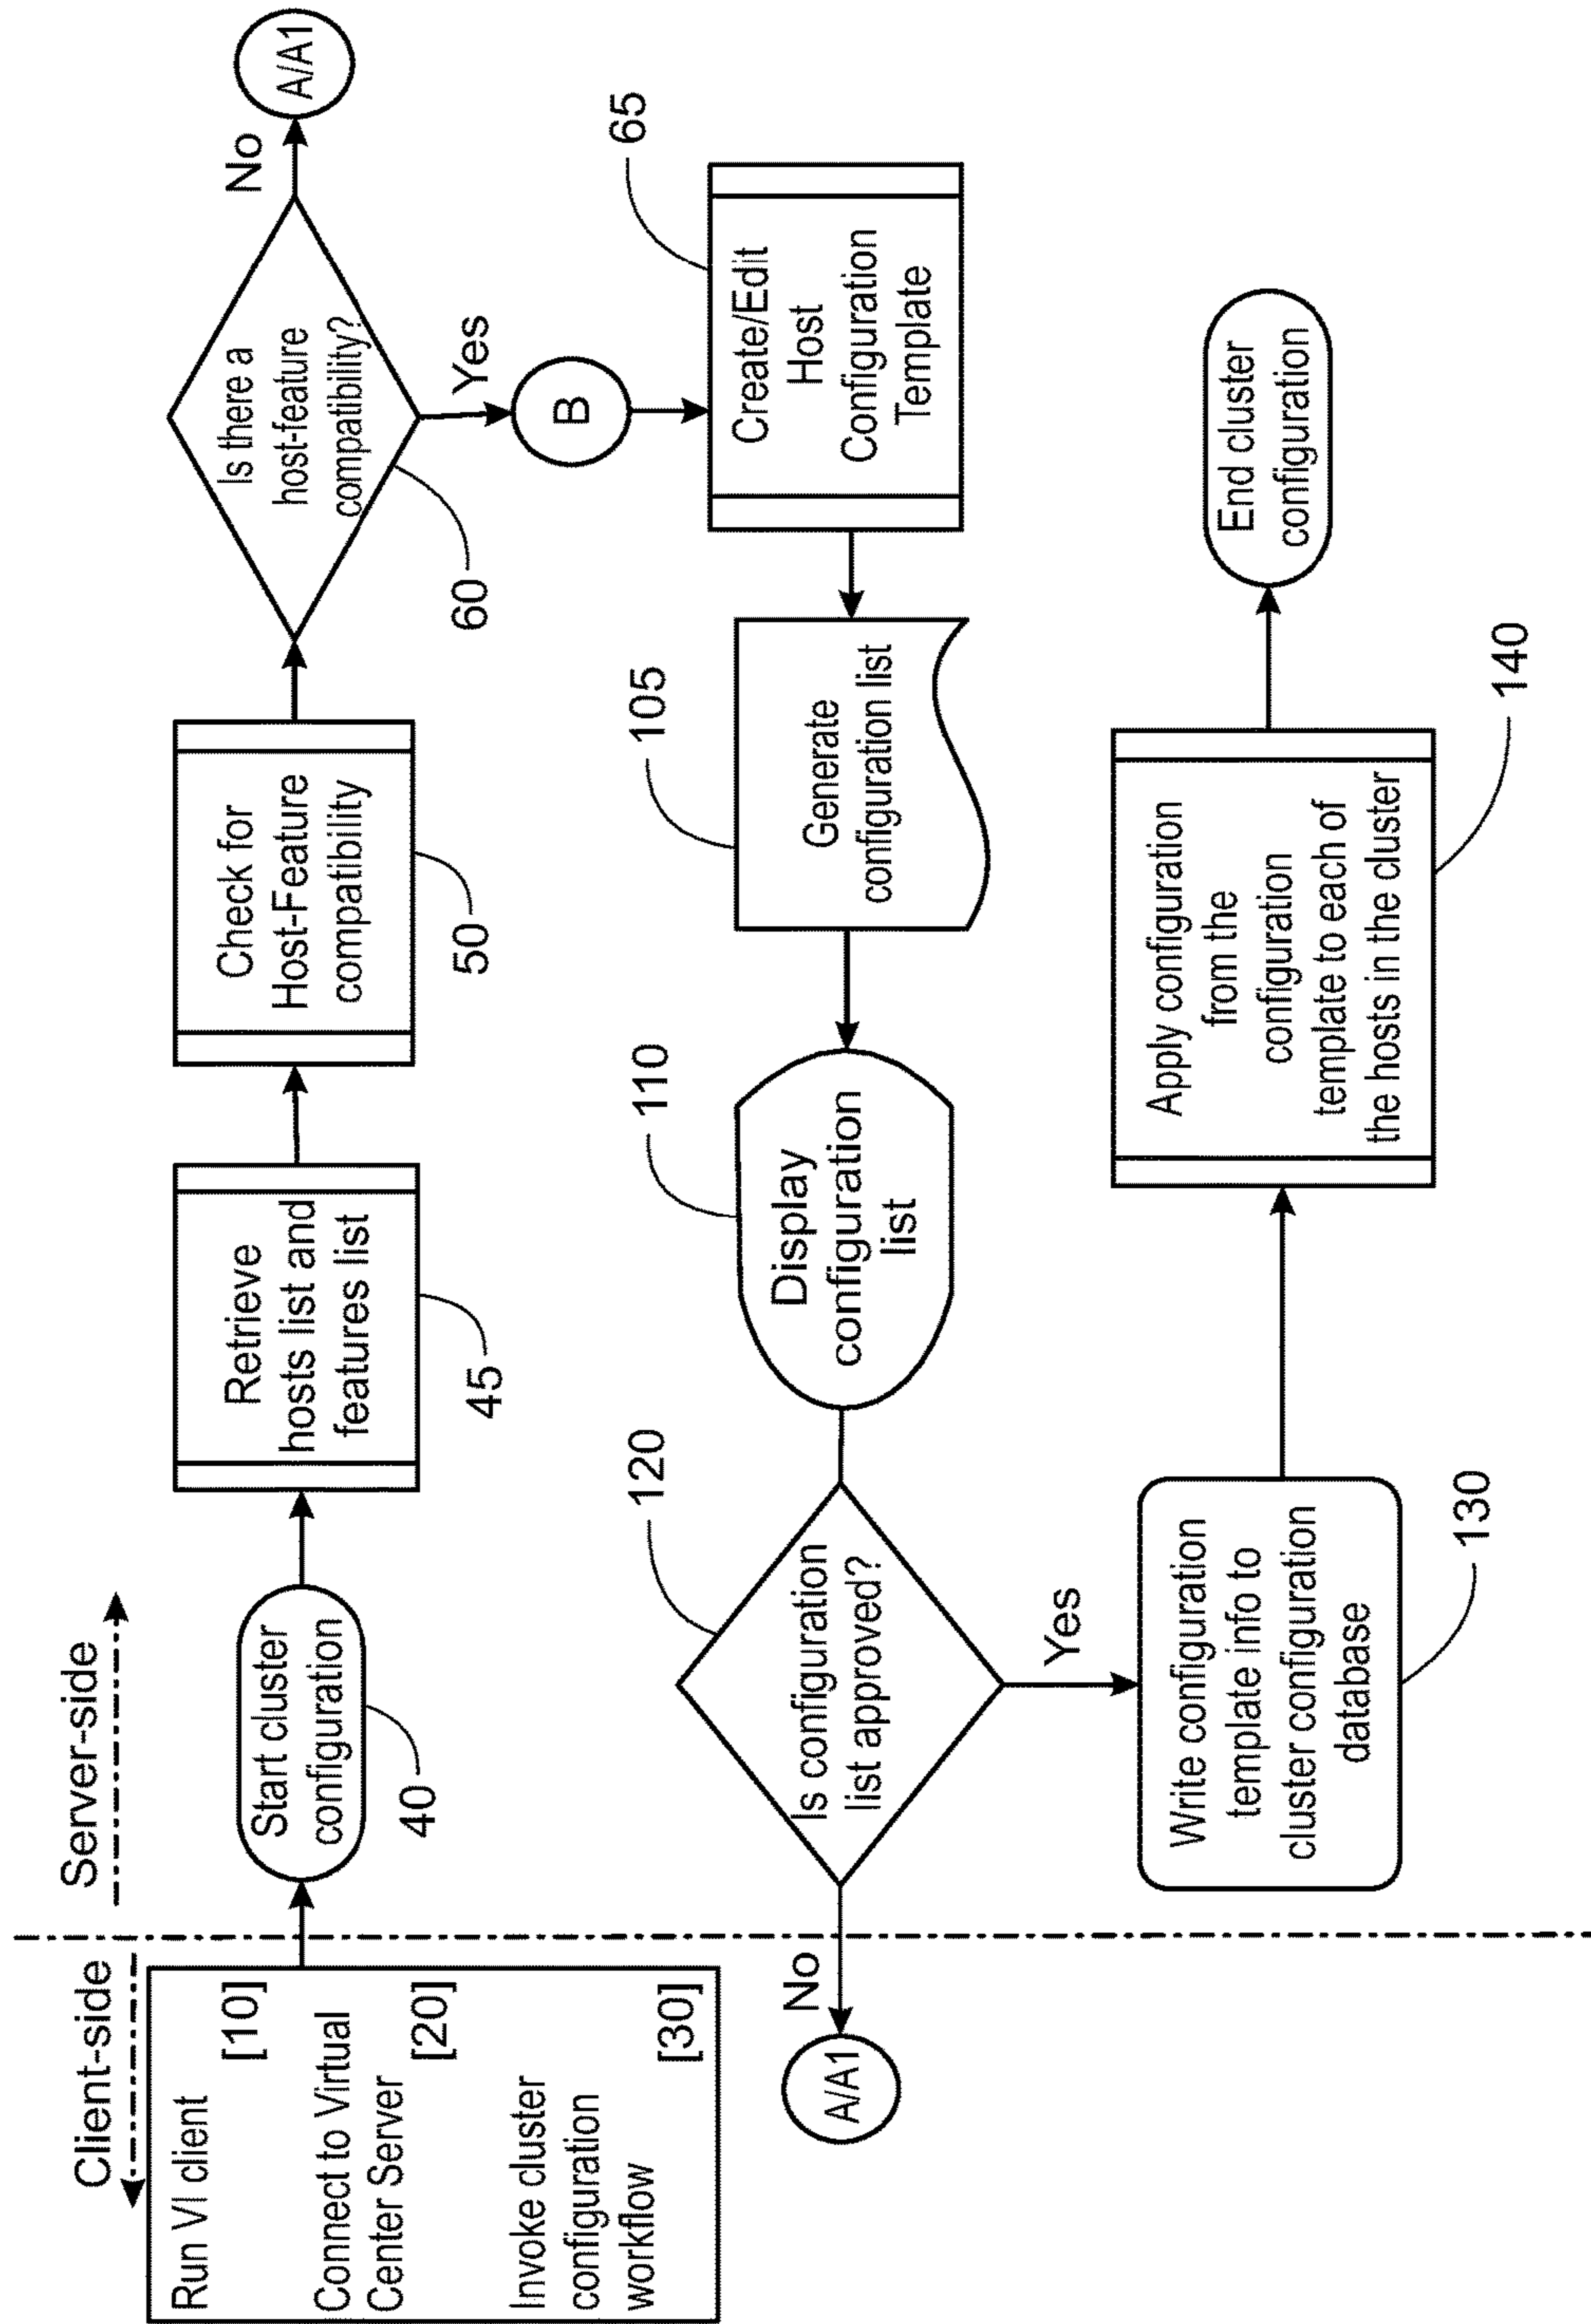 Client-side
Server-side
Run VI client
[10]
Connect to Virtual
Center Server
[20]
Invoke cluster
configuration
workflow
[30]
Start cluster
configuration
40
Retrieve
hosts list and
features list
45
Check for
Host-Feature
compatibility
50
Is there a
host-feature
compatibility?
60
No
A/A1
Yes
B
Create/Edit
Host
Configuration
Template
65
Generate
configuration list
105
Display
configuration
list
110
Is configuration
list approved?
120
No
A/A1
Yes
Write configuration
template info to
cluster configuration
database
130
Apply configuration
from the
configuration
template to each of
the hosts in the cluster
140
End cluster
configuration